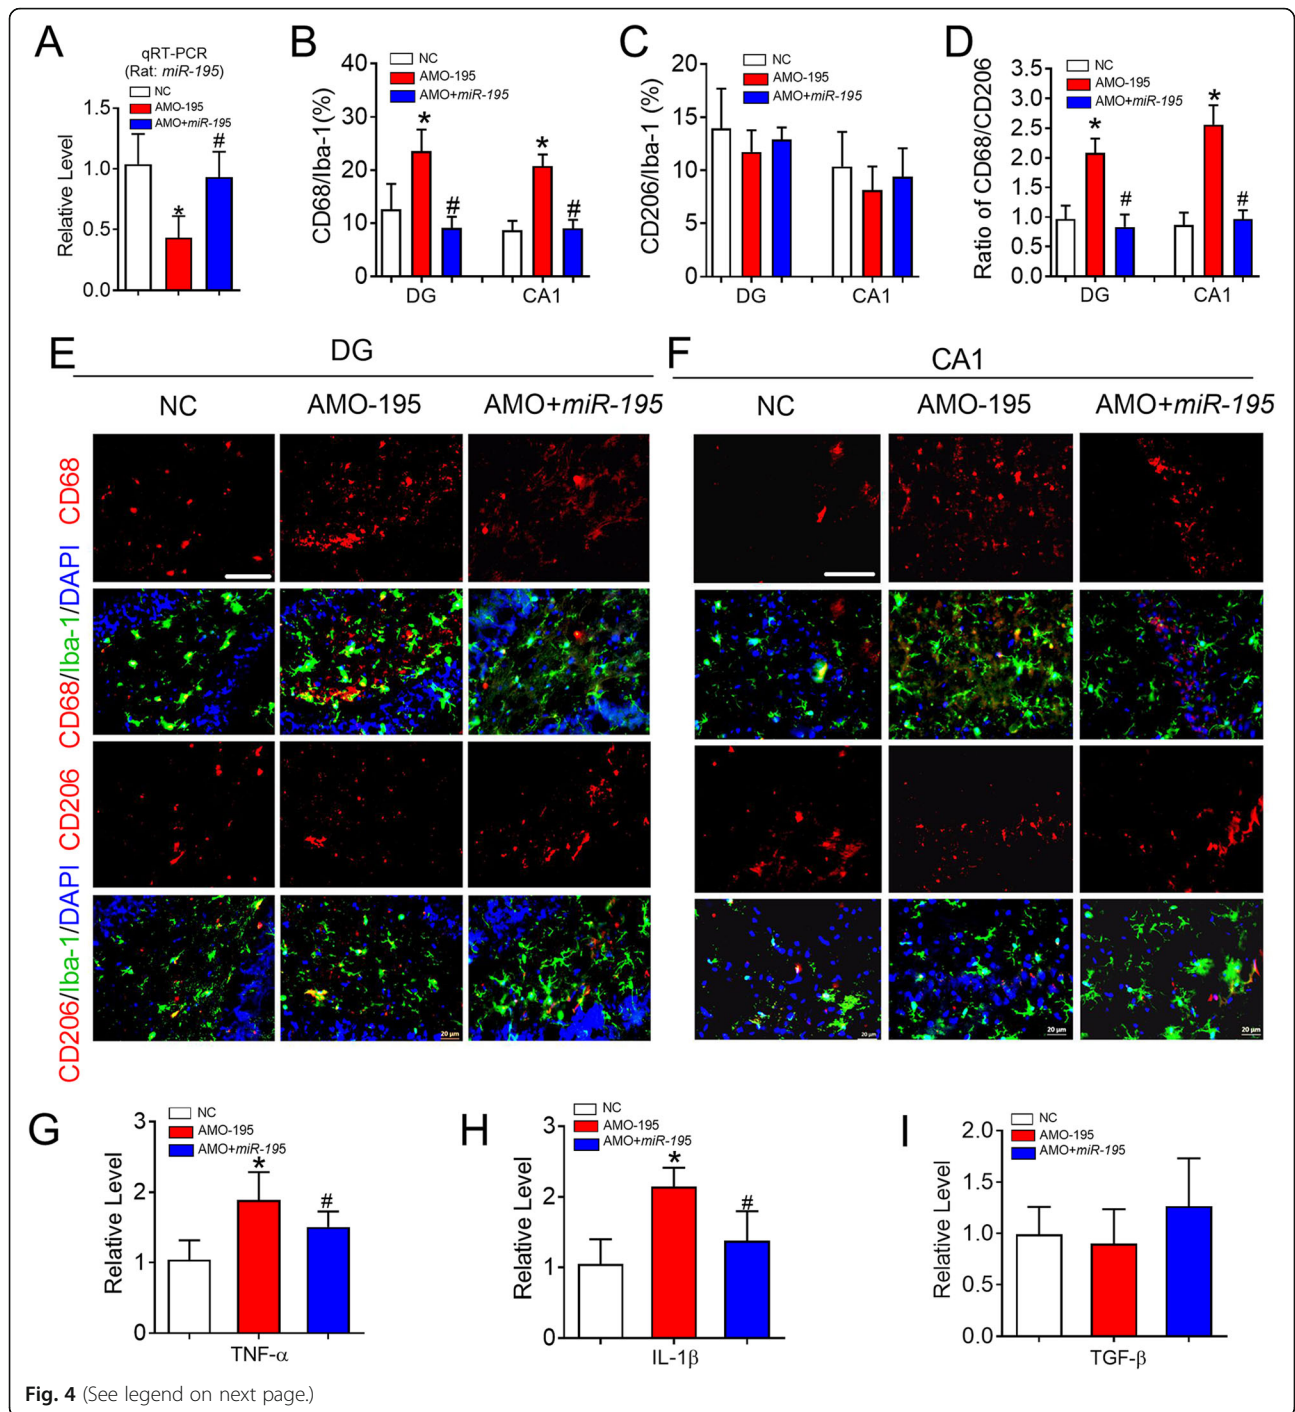 A
qRT-PCR
(Rat: miR-195)
NC
AMO-195
AMO+miR-195
Relative Level
1.5
1.0
0.5
0.0
#
*
B
NC
AMO-195
AMO+miR-195
CD68/Iba-1(%)
40
30
20
10
0
*
#
*
#
DG
CA1
C
NC
AMO-195
AMO+miR-195
CD206/Iba-1 (%)
20
15
10
5
0
DG
CA1
D
NC
AMO-195
AMO+miR-195
Ratio of CD68/CD206
3.5
3.0
2.5
2.0
1.5
1.0
0.5
0.0
*
#
*
#
DG
CA1
E
DG
NC
AMO-195
AMO+miR-195
CD68
CD68/Iba-1/DAPI
CD206
CD206/Iba-1/DAPI
20 µm
20 µm
F
CA1
NC
AMO-195
AMO+miR-195
20 µm
20 µm
20 µm
G
NC
AMO-195
AMO+miR-195
Relative Level
3
2
1
0
*
#
TNF-α
H
NC
AMO-195
AMO+miR-195
Relative Level
3
2
1
0
*
#
IL-1β
I
NC
AMO-195
AMO+miR-195
Relative Level
2.0
1.5
1.0
0.5
0.0
TGF-β
Fig. 4 (See legend on next page.)